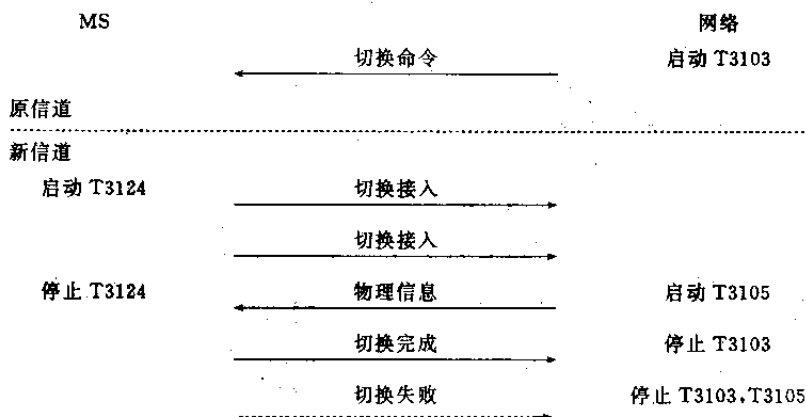 MS 网络
切换命令 启动 T3103
原信道
新信道
启动 T3124 切换接入
切换接入
停止 T3124 物理信息 启动 T3105
切换完成 停止 T3103
切换失败 停止 T3103,T3105